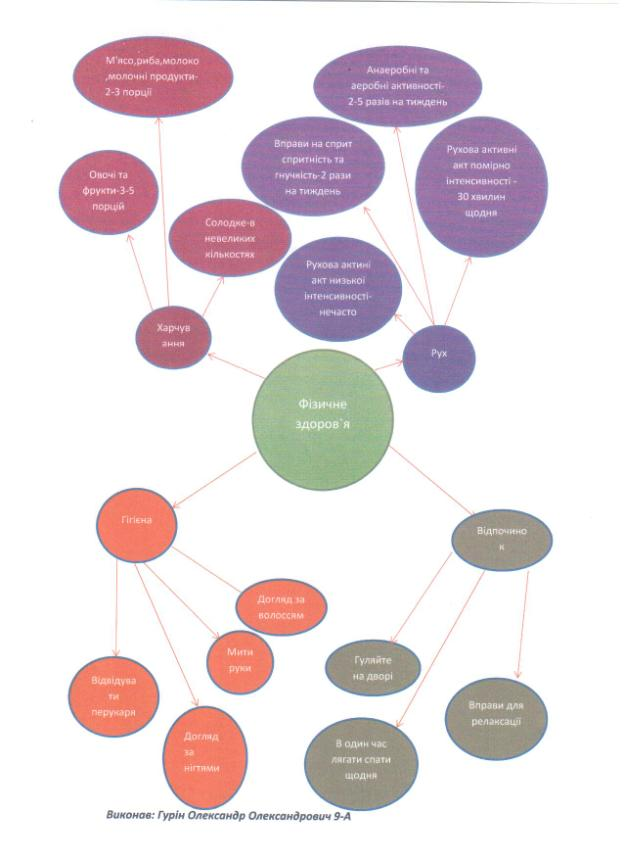 М'ясо,риба,молоко
,молочні продукти-
2-3 порції
Анаеробні та
аеробні активності-
2-5 разів на тиждень
Вправи на сприт
спритність та
гнучкість-2 рази
на тиждень
Рухова активні
акт помірно
інтенсивності -
30 хвилин
щодня
Овочі та
фрукти-3-5
порцій
Солодке-в
невеликих
кількостях
Рухова актині
акт низької
інтенсивності-
нечасто
Харчув
ання
Рух
Фізичне
здоров`я
Гігієна
Відпочино
к
Догляд за
волоссям
Мити
руки
Гуляйте
на дворі
Відвідува
ти
перукаря
Вправи для
релаксації
Догляд
за
нігтями
В один час
лягати спати
щодня
Виконав: Гурін Олександр Олександрович 9-А